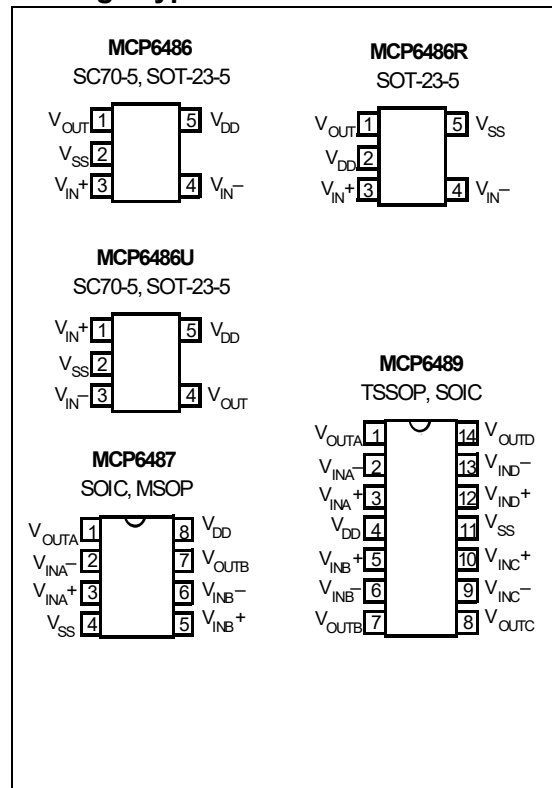 MCP6486
SC70-5, SOT-23-5
VOUT 1 5 VDD
VSS 2
VIN+ 3 4 VIN–
MCP6486R
SOT-23-5
VOUT 1 5 VSS
VDD 2
VIN+ 3 4 VIN–
MCP6486U
SC70-5, SOT-23-5
VIN+ 1 5 VDD
VSS 2
VIN– 3 4 VOUT
MCP6487
SOIC, MSOP
VOUTA 1 8 VDD
VINA– 2 7 VOUTB
VINA+ 3 6 VINB–
VSS 4 5 VINB+
MCP6489
TSSOP, SOIC
VOUTA 1 14 VOUTD
VINA– 2 13 VIND–
VINA+ 3 12 VIND+
VDD 4 11 VSS
VINB+ 5 10 VINC+
VINB– 6 9 VINC–
VOUTB 7 8 VOUTC